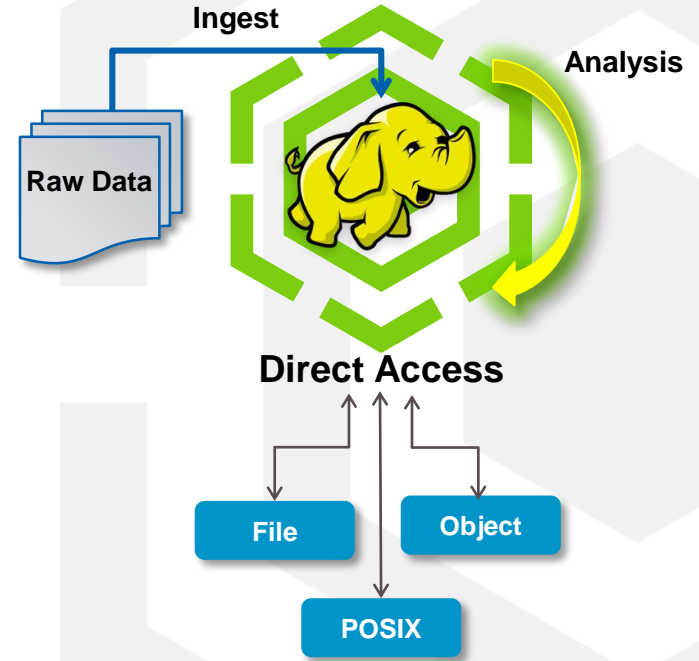 Ingest
Analysis
Raw Data
Direct Access
File
Object
POSIX